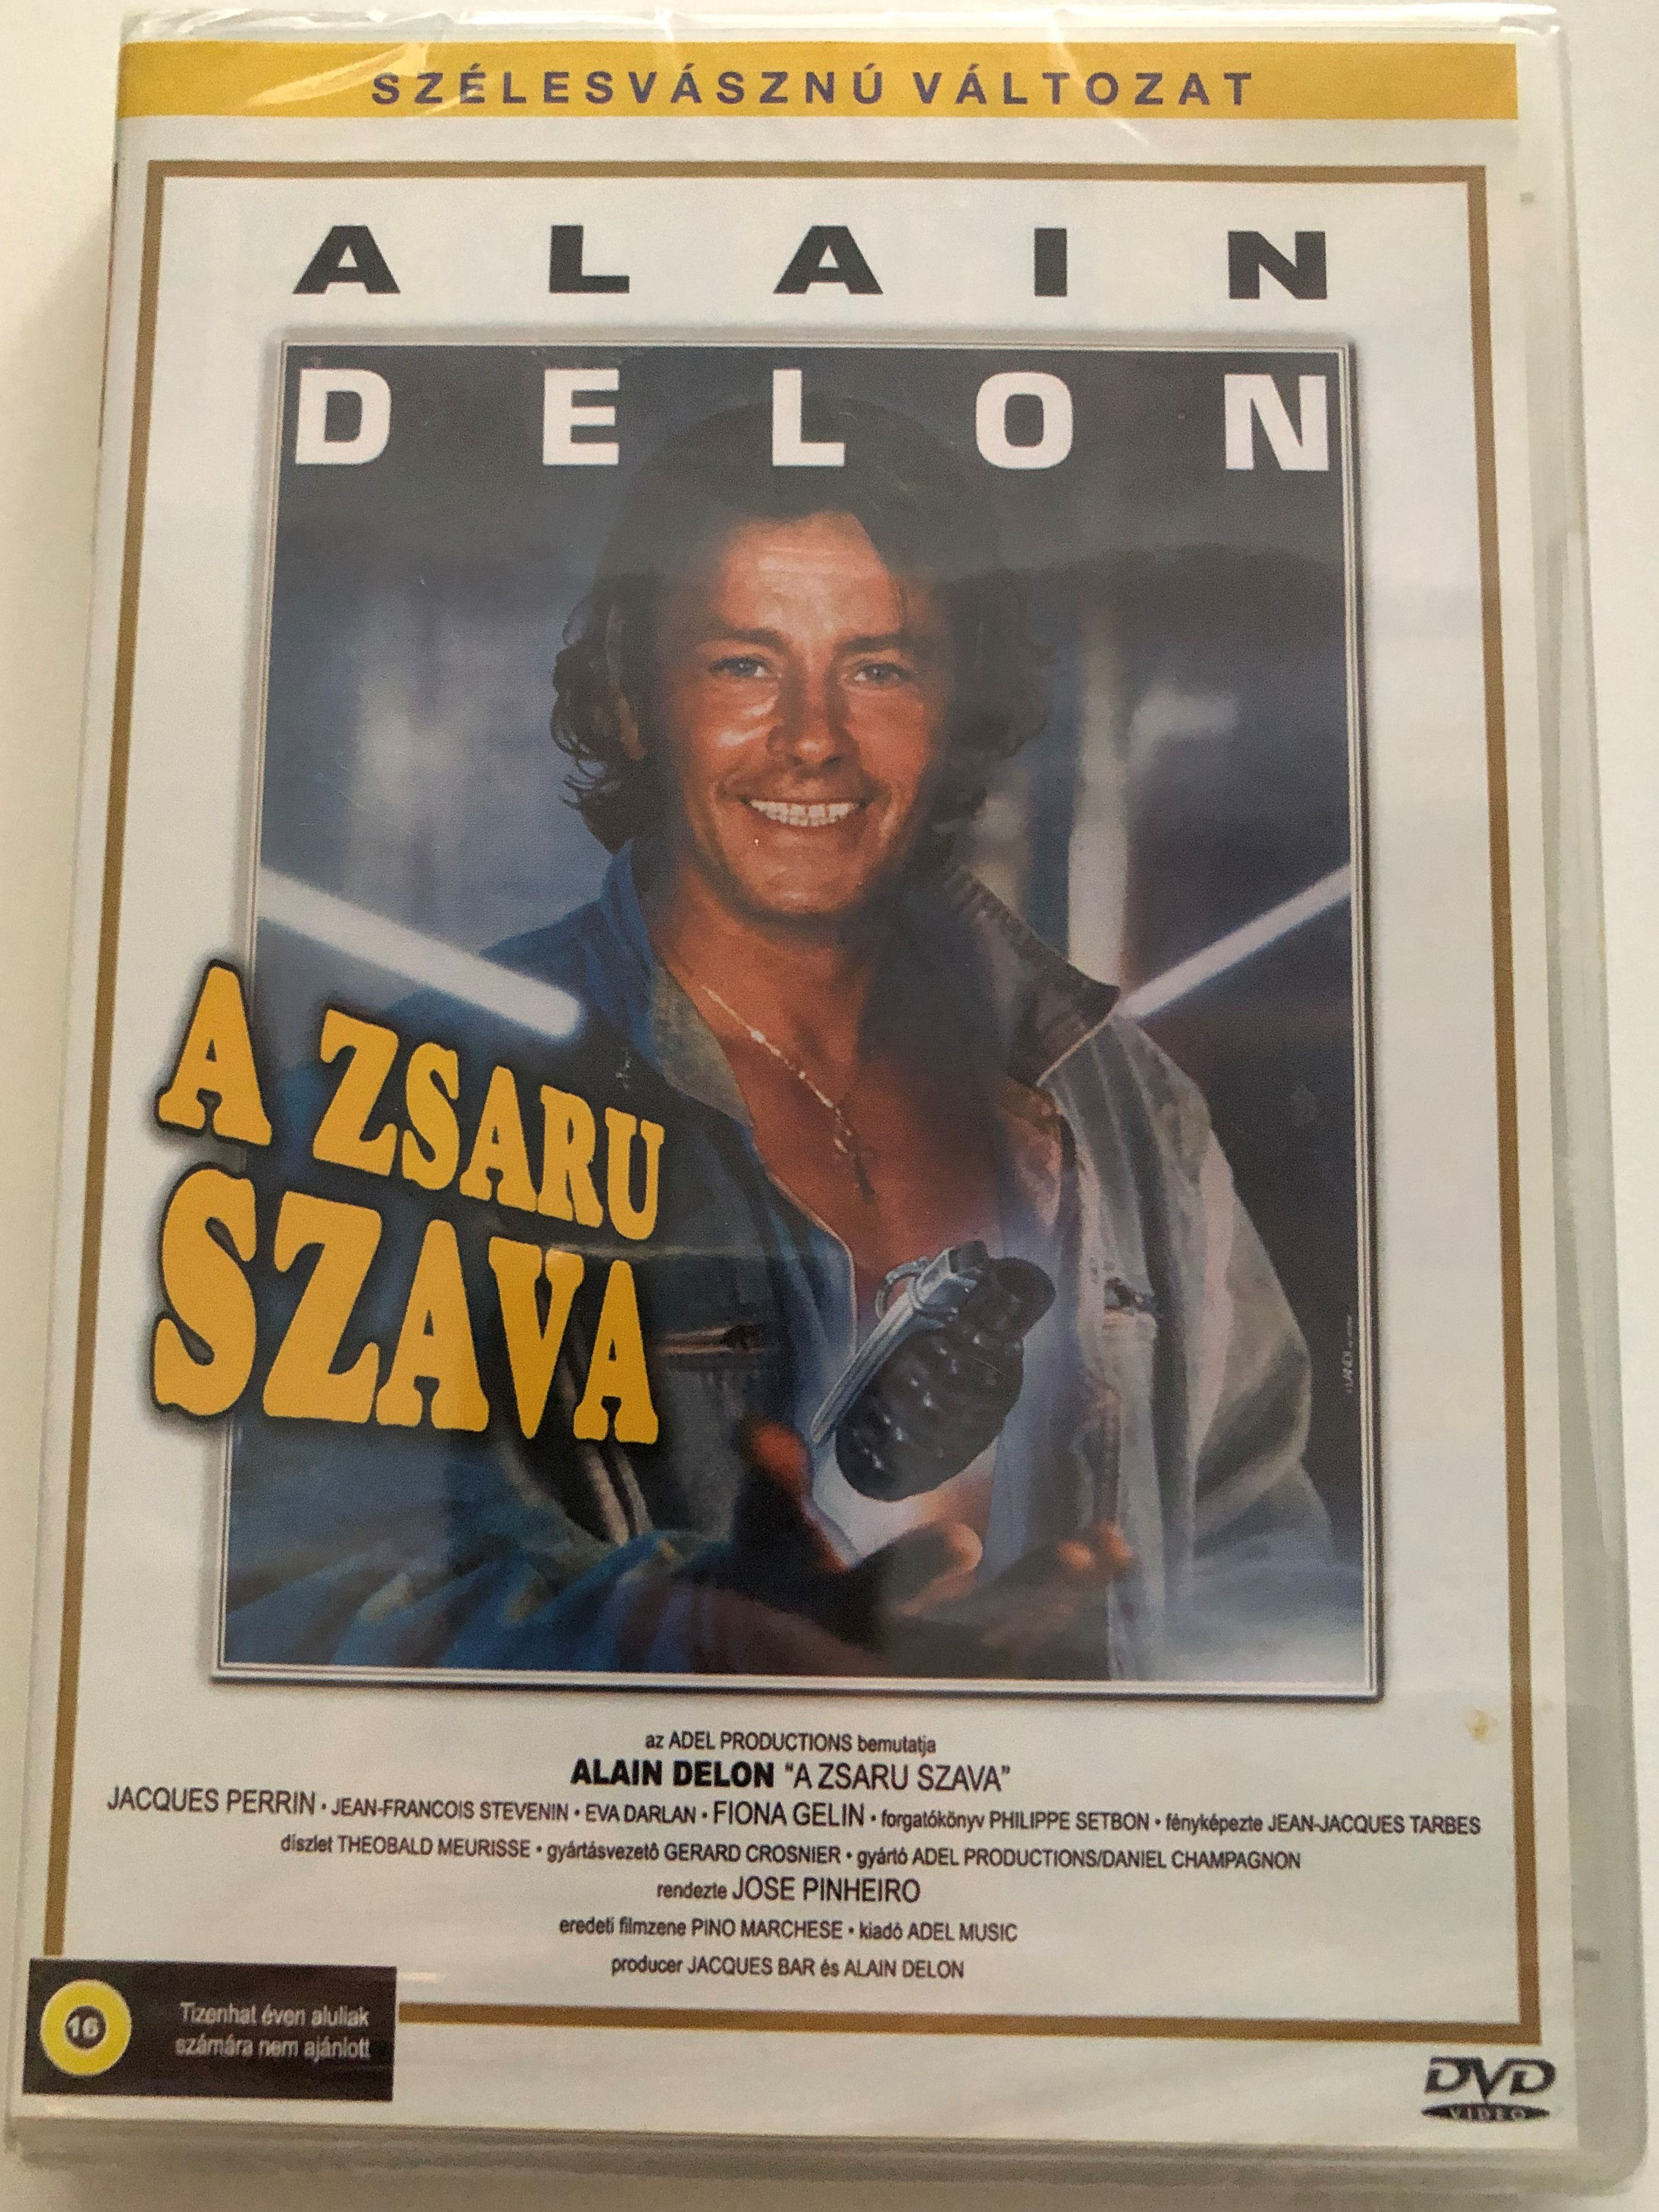 SZÉLESVÁSZNÚ VÁLTOZAT
ALAIN
DELON
A ZSARU
SZAVA
az ADEL PRODUCTIONS bemutatja
ALAIN DELON "A ZSARU SZAVA"
JACQUES PERRIN • JEAN-FRANCOIS STEVENIN • EVA DARLAN • FIONA GELIN • forgatókönyv PHILIPPE SETBON • fényképezte JEAN-JACQUES TARBES
díszlet THEOBALD MEURISSE • gyártásvezetô GERARD CROSNIER • gyártó ADEL PRODUCTIONS/DANIEL CHAMPAGNON
rendezte JOSE PINHEIRO
eredeti filmzene PINO MARCHESE • kiadó ADEL MUSIC
producer JACQUES BAR és ALAIN DELON
16
Tizenhat éven aluliak
számára nem ajánlott
DVD
VIDEO